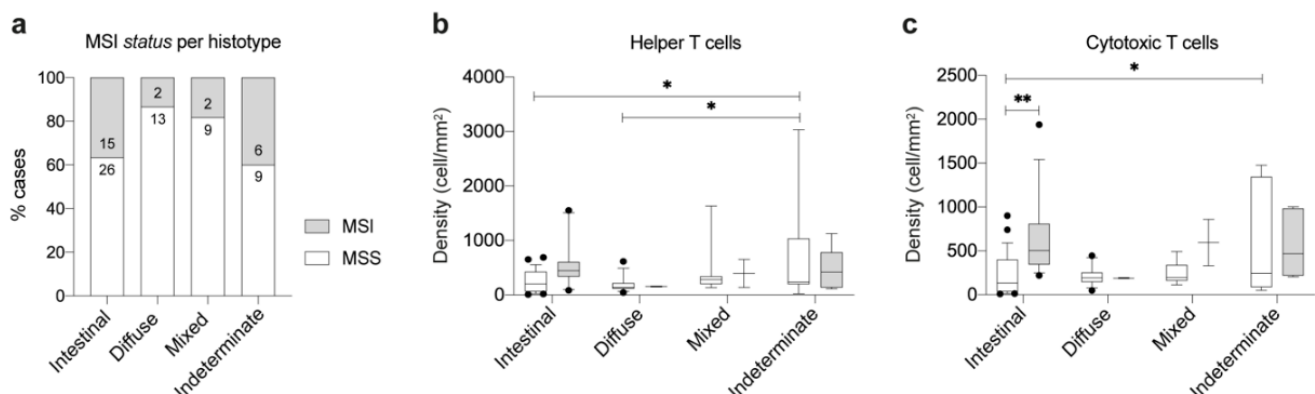 a
MSI status per histotype
% cases
100
80
60
40
20
0
15
26
2
13
2
9
6
9
Intestinal
Diffuse
Mixed
Indeterminate
MSI
MSS
b
Helper T cells
Density (cell/mm²)
4000
3000
2000
1000
0
*
*
Intestinal
Diffuse
Mixed
Indeterminate
c
Cytotoxic T cells
Density (cell/mm²)
2500
2000
1500
1000
500
0
*
**
Intestinal
Diffuse
Mixed
Indeterminate